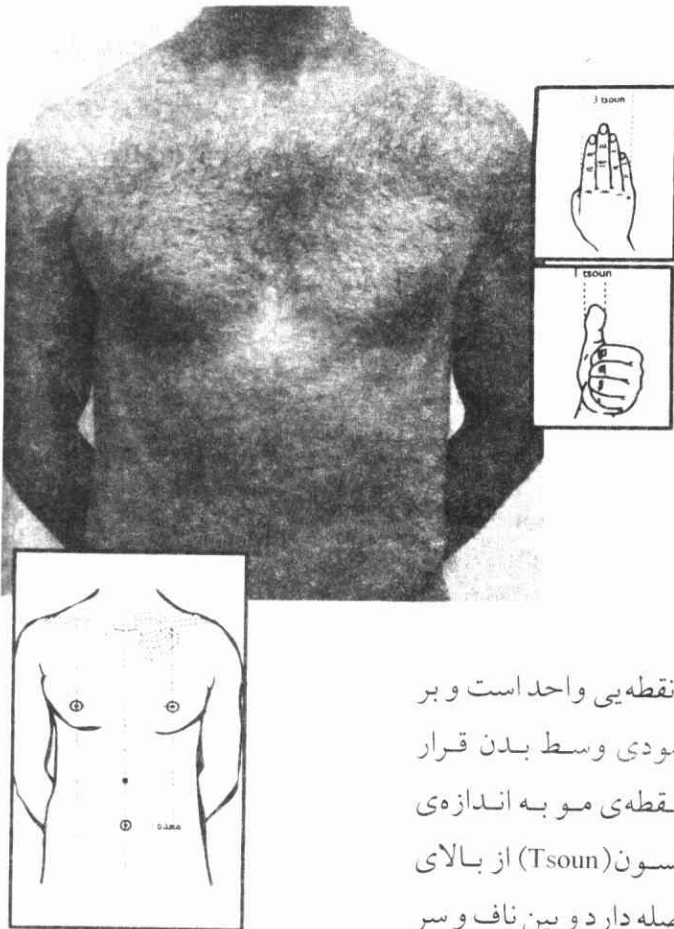 3 tsoun
1 tsoun
معده
نقطه‌یی واحد است و بر
مودی وسط بدن قرار
نقطه‌ی مو به اندازه‌ی
سون (Tsoun) از بالای
صله دارد و بین ناف و سر